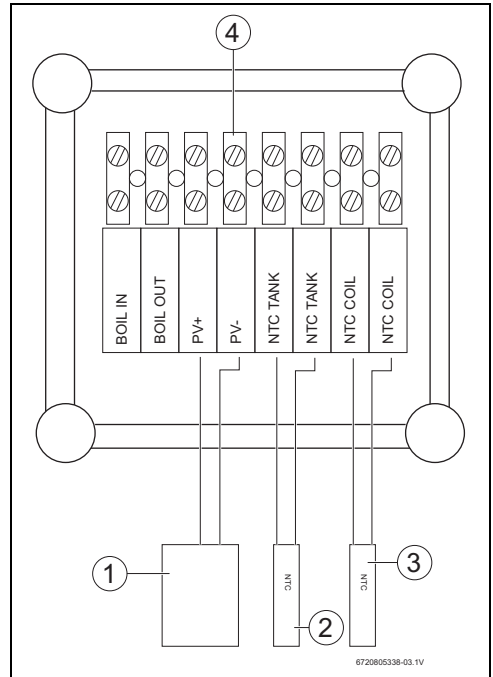 4
BOIL IN
BOIL OUT
PV+
PV-
NTC TANK
NTC TANK
NTC COIL
NTC COIL
1
NTC
2
NTC
3
6720805338-03.1V